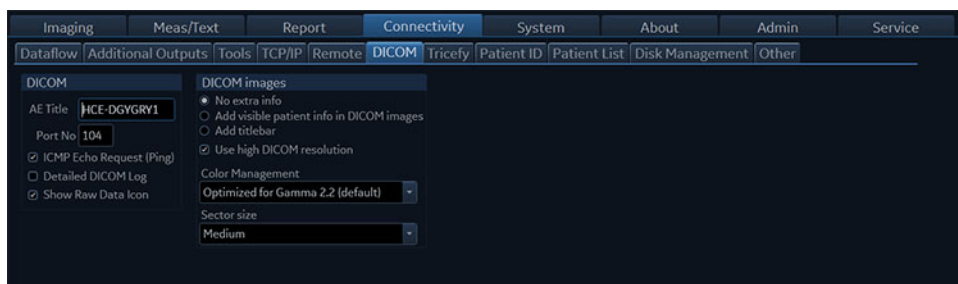 Imaging Meas/Text Report Connectivity System About Admin Service
Dataflow Additional Outputs Tools TCP/IP Remote DICOM Tricefy Patient ID Patient List Disk Management Other
DICOM
AE Title HCE-DGYGRY1
Port No 104
ICMP Echo Request (Ping)
Detailed DICOM Log
Show Raw Data Icon
DICOM images
No extra info
Add visible patient info in DICOM images
Add titlebar
Use high DICOM resolution
Color Management
Optimized for Gamma 2.2 (default)
Sector size
Medium